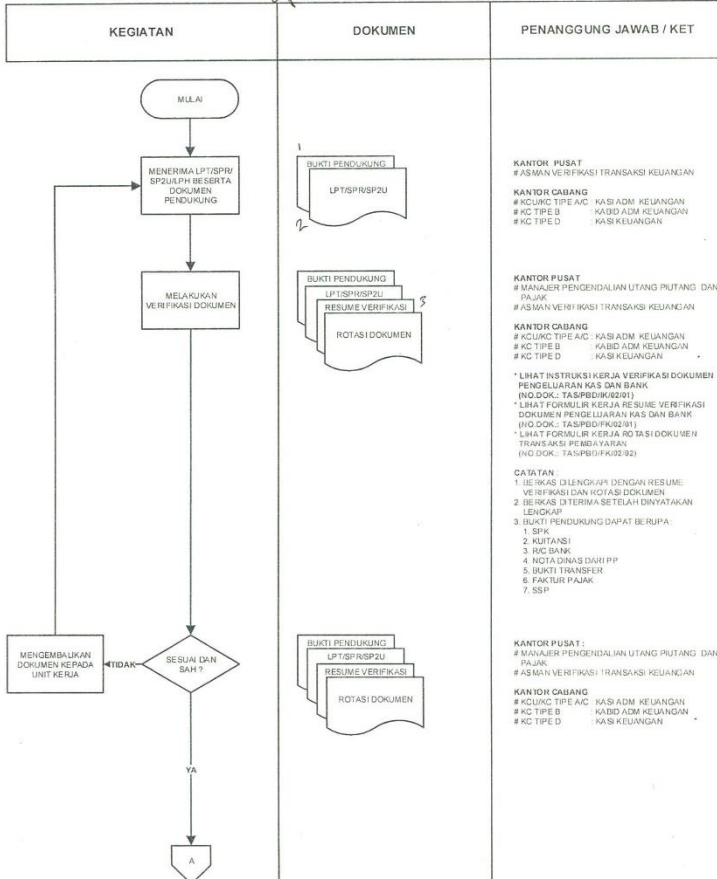 KEGIATAN
DOKUMEN
PENANGGUNG JAWAB / KET
MULAI
MENERIMA LPT/SPR/
SP2U/LPH BESERTA
DOKUMEN
PENDUKUNG
1
BUKTI PENDUKUNG
LPT/SPR/SP2U
2
KANTOR PUSAT
# ASMAN VERIFIKASI TRANSAKSI KEUANGAN
KANTOR CABANG
# KCU/KC TIPE A/C : KASI ADM KEUANGAN
# KC TIPE B : KABID ADM KEUANGAN
# KC TIPE D : KASI KEUANGAN
MELAKUKAN
VERIFIKASI DOKUMEN
BUKTI PENDUKUNG
LPT/SPR/SP2U
RESUME VERIFIKASI
3
ROTASI DOKUMEN
KANTOR PUSAT
# MANAJER PENGENDALIAN UTANG PIUTANG DAN
PAJAK
# ASMAN VERIFIKASI TRANSAKSI KEUANGAN
KANTOR CABANG
# KCU/KC TIPE A/C : KASI ADM KEUANGAN
# KC TIPE B : KABID ADM KEUANGAN
# KC TIPE D : KASI KEUANGAN
* LIHAT INSTRUKSI KERJA VERIFIKASI DOKUMEN
PENGELUARAN KAS DAN BANK
(NO.DOK.: TAS/PBD/IK/02/01)
* LIHAT FORMULIR KERJA RESUME VERIFIKASI
DOKUMEN PENGELUARAN KAS DAN BANK
(NO.DOK.: TAS/PBD/FK/02/01)
* LIHAT FORMULIR KERJA ROTASI DOKUMEN
TRANSAKSI PEMBAYARAN
(NO.DOK.: TAS/PBD/FK/02/02)
CATATAN :
1. BERKAS DILENGKAPI DENGAN RESUME
VERIFIKASI DAN ROTASI DOKUMEN
2. BERKAS DITERIMA SETELAH DINYATAKAN
LENGKAP
3. BUKTI PENDUKUNG DAPAT BERUPA :
1. SPK
2. KUITANSI
3. R/C BANK
4. NOTA DINAS DARI PP
5. BUKTI TRANSFER
6. FAKTUR PAJAK
7. SSP
MENGEMBALIKAN
DOKUMEN KEPADA
UNIT KERJA
TIDAK
SESUAI DAN
SAH ?
BUKTI PENDUKUNG
LPT/SPR/SP2U
RESUME VERIFIKASI
ROTASI DOKUMEN
KANTOR PUSAT :
# MANAJER PENGENDALIAN UTANG PIUTANG DAN
PAJAK
# ASMAN VERIFIKASI TRANSAKSI KEUANGAN
KANTOR CABANG
# KCU/KC TIPE A/C : KASI ADM KEUANGAN
# KC TIPE B : KABID ADM KEUANGAN
# KC TIPE D : KASI KEUANGAN
YA
A